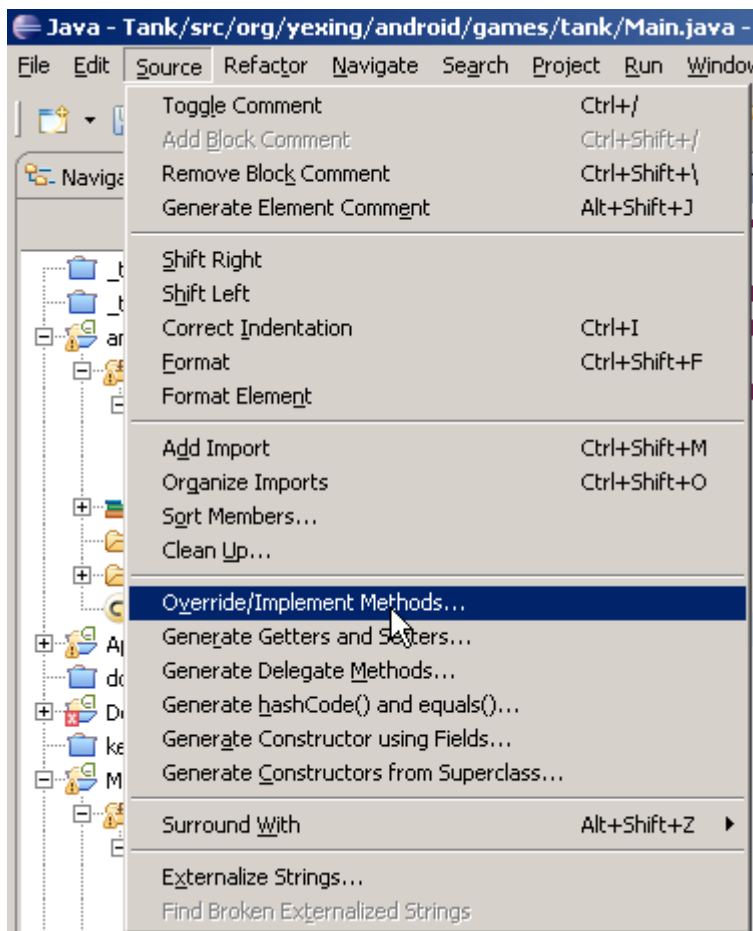 Java - Tank/src/org/yexing/android/games/tank/Main.java -
File Edit Source Refactor Navigate Search Project Run Window
Toggle Comment Ctrl+/
Add Block Comment Ctrl+Shift+/
Naviga
Remove Block Comment Ctrl+Shift+\
Generate Element Comment Alt+Shift+J
Shift Right
Shift Left
Correct Indentation Ctrl+I
Format Ctrl+Shift+F
Format Element
Add Import Ctrl+Shift+M
Organize Imports Ctrl+Shift+O
Sort Members...
Clean Up...
Override/Implement Methods...
Generate Getters and Setters...
Generate Delegate Methods...
Generate hashCode() and equals()...
Generate Constructor using Fields...
Generate Constructors from Superclass...
Surround With Alt+Shift+Z
Externalize Strings...
Find Broken Externalized Strings